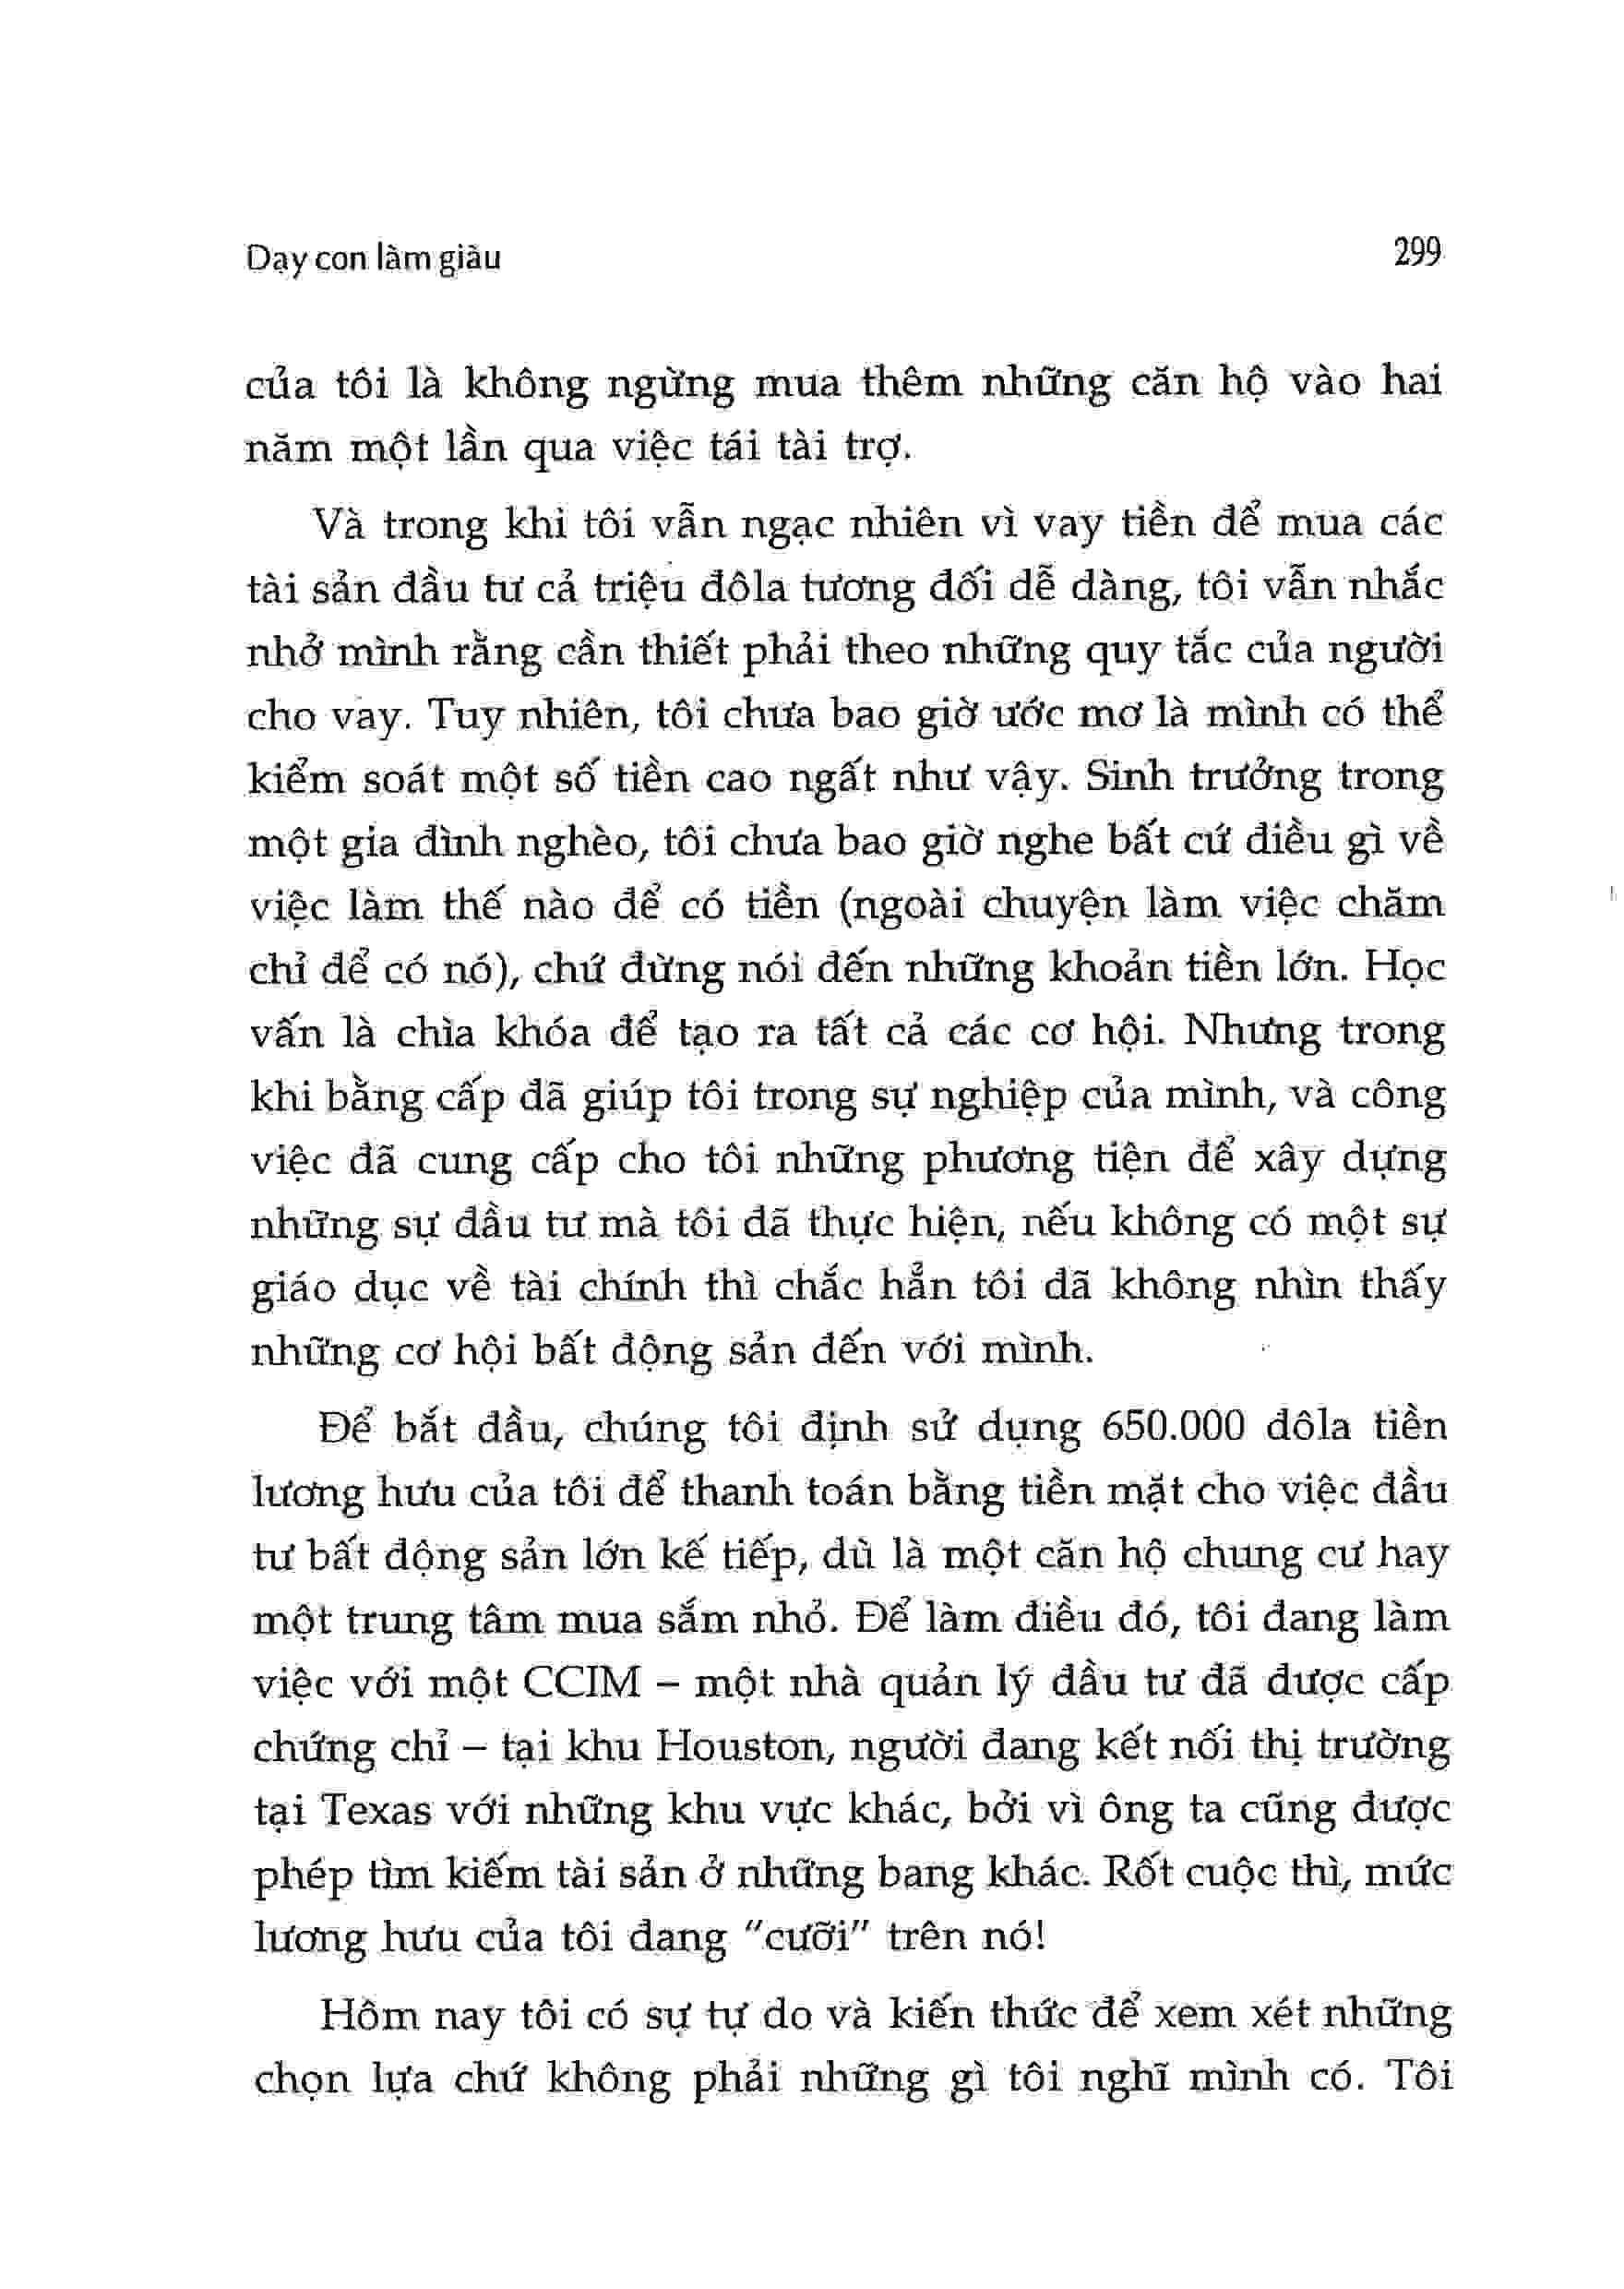 Dạy con làm giàu
299
của tôi là không ngừng mua thêm những căn hộ vào hai
năm một lần qua việc tái tài trợ.
Và trong khi tôi vẫn ngạc nhiên vì vay tiền để mua các
tài sản đầu tư cả triệu đôla tương đối dễ dàng, tôi vẫn nhắc
nhở mình rằng cần thiết phải theo những quy tắc của người
cho vay. Tuy nhiên, tôi chưa bao giờ ước mơ là mình có thể
kiểm soát một số tiền cao ngất như vậy. Sinh trưởng trong
một gia đình nghèo, tôi chưa bao giờ nghe bất cứ điều gì về
việc làm thế nào để có tiền (ngoài chuyện làm việc chăm
chỉ để có nó), chứ đừng nói đến những khoản tiền lớn. Học
vấn là chìa khóa để tạo ra tất cả các cơ hội. Nhưng trong
khi bằng cấp đã giúp tôi trong sự nghiệp của mình, và công
việc đã cung cấp cho tôi những phương tiện để xây dựng
những sự đầu tư mà tôi đã thực hiện, nếu không có một sự
giáo dục về tài chính thì chắc hẳn tôi đã không nhìn thấy
những cơ hội bất động sản đến với mình.
Để bắt đầu, chúng tôi định sử dụng 650.000 đôla tiền
lương hưu của tôi để thanh toán bằng tiền mặt cho việc đầu
tư bất động sản lớn kế tiếp, dù là một căn hộ chung cư hay
một trung tâm mua sắm nhỏ. Để làm điều đó, tôi đang làm
việc với một CCIM – một nhà quản lý đầu tư đã được cấp
chứng chỉ – tại khu Houston, người đang kết nối thị trường
tại Texas với những khu vực khác, bởi vì ông ta cũng được
phép tìm kiếm tài sản ở những bang khác. Rốt cuộc thì, mức
lương hưu của tôi đang "cưỡi" trên nó!
Hôm nay tôi có sự tự do và kiến thức để xem xét những
chọn lựa chứ không phải những gì tôi nghĩ mình có. Tôi